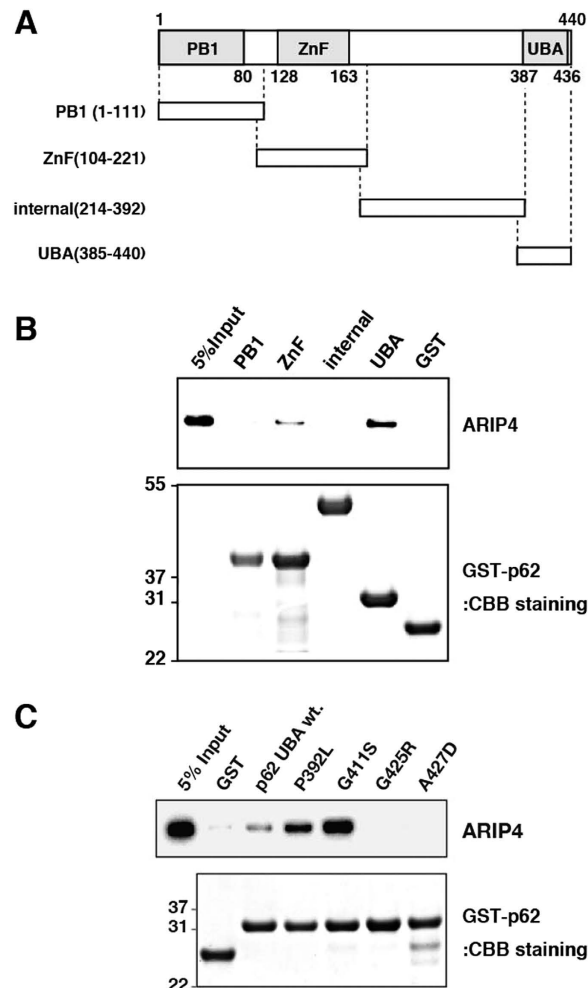 A
1 440
PB1 ZnF UBA
80 128 163 387 436
PB1 (1-111)
ZnF(104-221)
internal(214-392)
UBA(385-440)
B
5%Input PB1 ZnF internal UBA GST
ARIP4
55
37
31
22
GST-p62
:CBB staining
C
5% Input GST p62 UBA wt. P392L G411S G425R A427D
ARIP4
37
31
22
GST-p62
:CBB staining